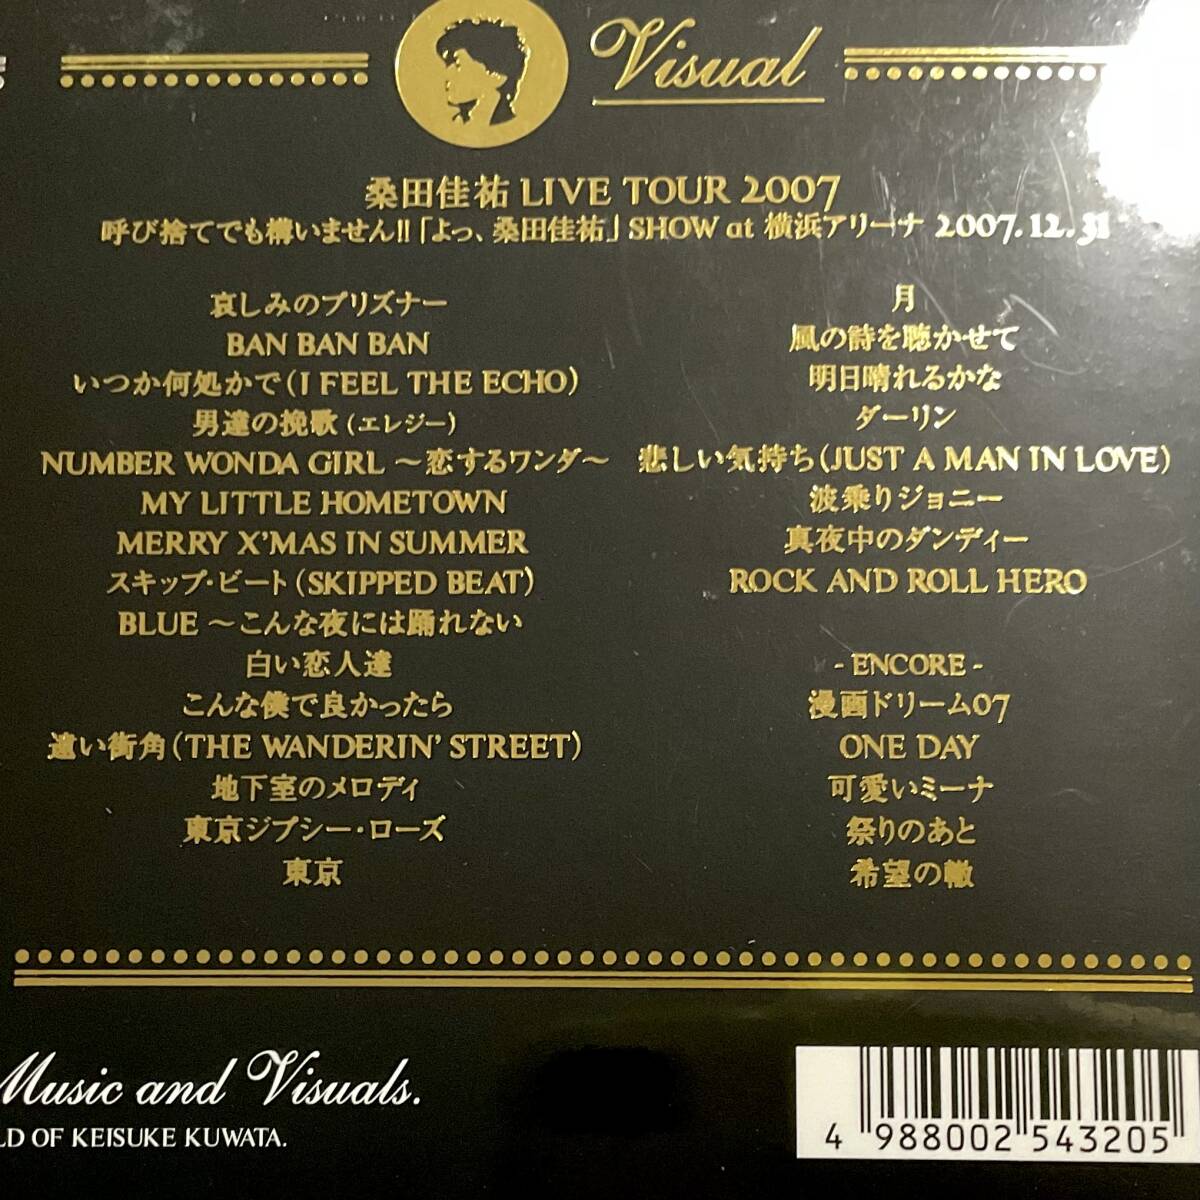 Visual
桑田佳祐 LIVE TOUR 2007
呼び捨てでも構いません!!「よっ、桑田佳祐」SHOW at 横浜アリーナ 2007.12.31
哀しみのプリズナー
BAN BAN BAN
いつか何処かで(I FEEL THE ECHO)
男達の挽歌(エレジー)
NUMBER WONDA GIRL ～恋するワンダ～
MY LITTLE HOMETOWN
MERRY X'MAS IN SUMMER
スキップ・ビート(SKIPPED BEAT)
BLUE ～こんな夜には踊れない
白い恋人達
こんな僕で良かったら
遠い街角(THE WANDERIN' STREET)
地下室のメロディ
東京ジプシー・ローズ
東京
月
風の詩を聴かせて
明日晴れるかな
ダーリン
悲しい気持ち(JUST A MAN IN LOVE)
波乗りジョニー
真夜中のダンディー
ROCK AND ROLL HERO
- ENCORE -
漫画ドリーム07
ONE DAY
可愛いミーナ
祭りのあと
希望の轍
Music and Visuals.
LD OF KEISUKE KUWATA.
4 988002 543205